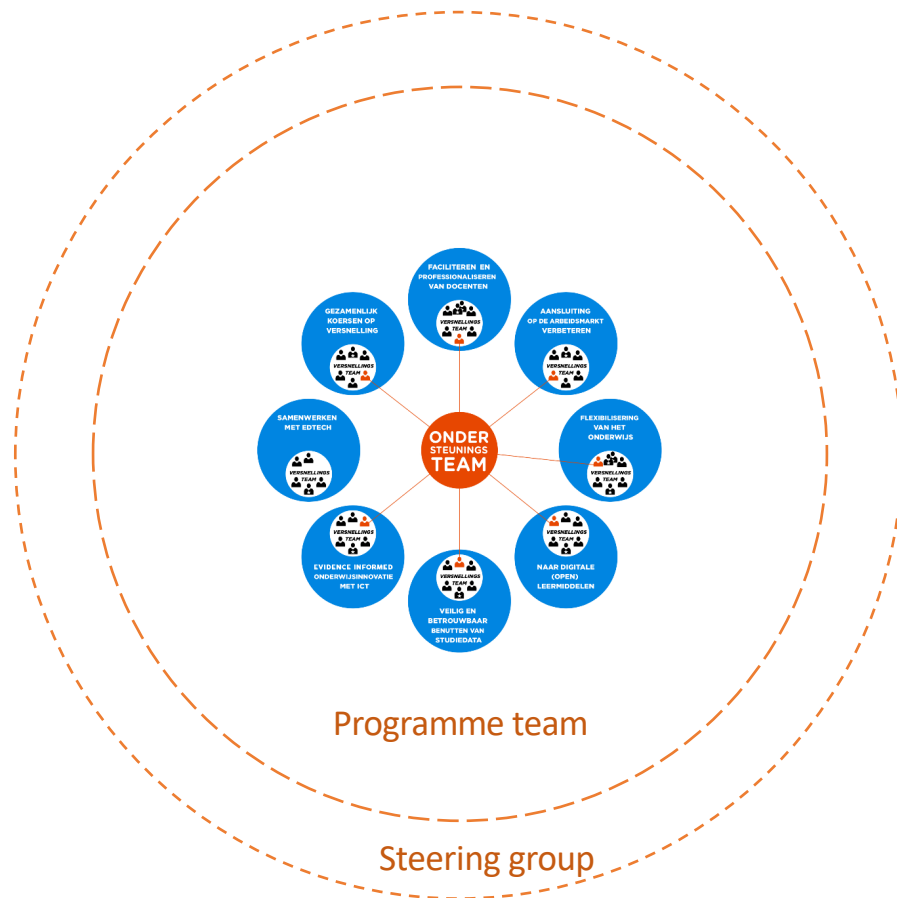 FACILITEREN EN
PROFESSIONALISEREN
VAN DOCENTEN
VERSNELLINGS
TEAM
GEZAMENLIJK
KOERSEN OP
VERSNELLING
VERSNELLINGS
TEAM
AANSLUITING
OP DE ARBEIDSMARKT
VERBETEREN
VERSNELLINGS
TEAM
SAMENWERKEN
MET EDTECH
VERSNELLINGS
TEAM
ONDER
STEUNINGS
TEAM
FLEXIBILISERING
VAN HET
ONDERWIJS
VERSNELLINGS
TEAM
VERSNELLINGS
TEAM
EVIDENCE INFORMED
ONDERWIJSINNOVATIE
MET ICT
VERSNELLINGS
TEAM
VEILIG EN
BETROUWBAAR
BENUTTEN VAN
STUDIEDATA
VERSNELLINGS
TEAM
NAAR DIGITALE
(OPEN)
LEERMIDDELEN
Programme team
Steering group